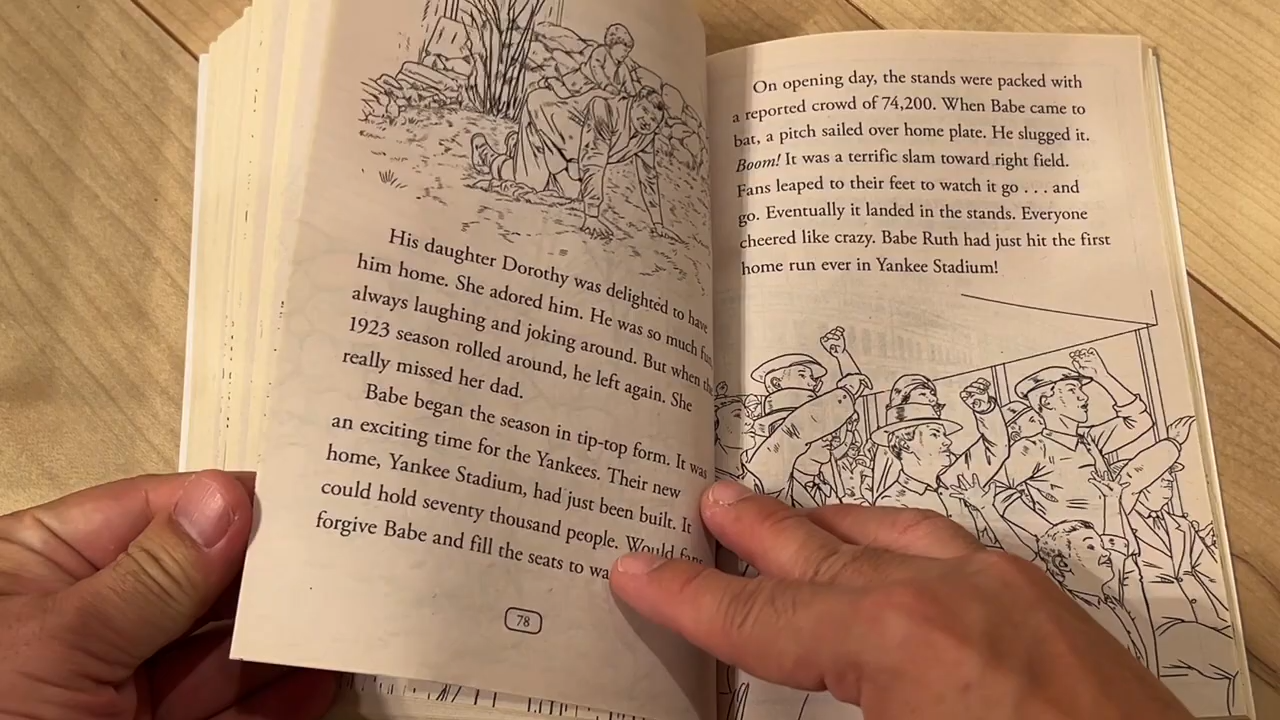 His daughter Dorothy was delighted to have
him home. She adored him. He was so much fun
always laughing and joking around. But when the
1923 season rolled around, he left again. She
really missed her dad.
Babe began the season in tip-top form. It was
an exciting time for the Yankees. Their new
home, Yankee Stadium, had just been built. It
could hold seventy thousand people. Would fans
forgive Babe and fill the seats to
78
On opening day, the stands were packed with
a reported crowd of 74,200. When Babe came to
bat, a pitch sailed over home plate. He slugged it.
Boom! It was a terrific slam toward right field.
Fans leaped to their feet to watch it go . . . and
go. Eventually it landed in the stands. Everyone
cheered like crazy. Babe Ruth had just hit the first
home run ever in Yankee Stadium!